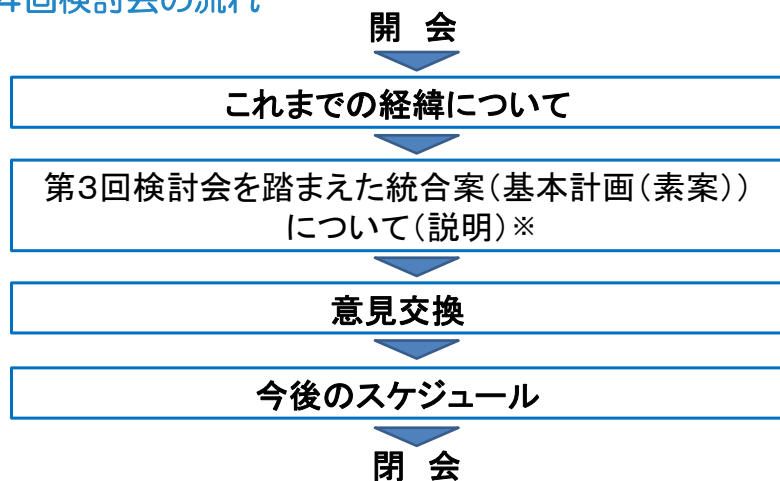 4回検討会の流れ
開 会
これまでの経緯について
第3回検討会を踏まえた統合案(基本計画(素案))
について(説明)※
意見交換
今後のスケジュール
閉 会